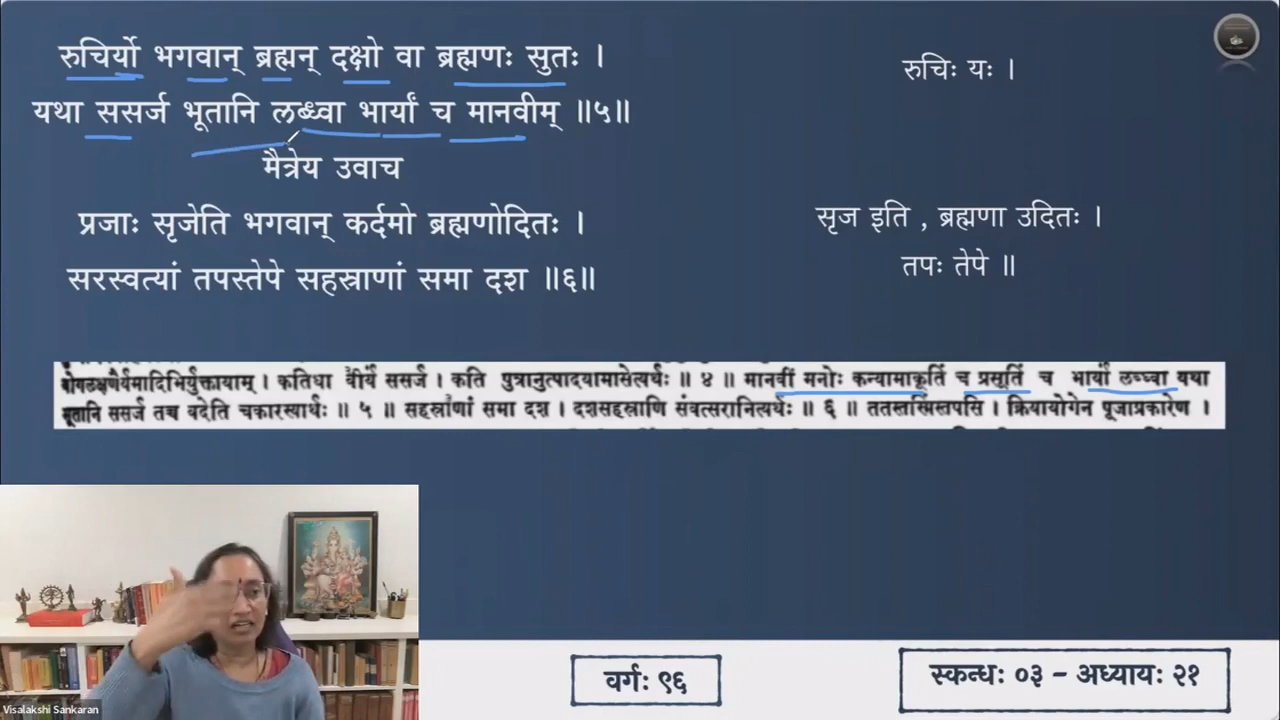 रुचिर्यो भगवान् ब्रह्मन् दक्षो वा ब्रह्मणः सुतः ।
यथा ससर्ज भूतानि लब्ध्वा भार्यां च मानवीम् ॥५॥
मैत्रेय उवाच
प्रजाः सृजेति भगवान् कर्दमो ब्रह्मणोदितः ।
सरस्वत्यां तपस्तेपे सहस्राणां समा दश ॥६॥
रुचिः यः ।
सृज इति , ब्रह्मणा उदितः ।
तपः तेपे ॥
योगलक्षणैर्यमादिभिर्युक्तायाम् । कतिधा वीर्यं ससर्ज । कति पुत्रानुत्पादयामासेत्यर्थः ॥ ४ ॥ मानवीं मनोः कन्यामाकूतिं च प्रसूतिं च भार्यां लब्ध्वा यथा
भूतानि ससर्ज तच्च वदेति चकारस्यार्थः ॥ ५ ॥ सहस्राणां समा दश । दशसहस्राणि संवत्सरानित्यर्थः ॥ ६ ॥ ततस्तस्मिंस्तपसि । क्रियायोगेन पूजाप्रकारेण ।
Visalakshi Sankaran
वर्गः ९६
स्कन्धः ०३ - अध्यायः २१